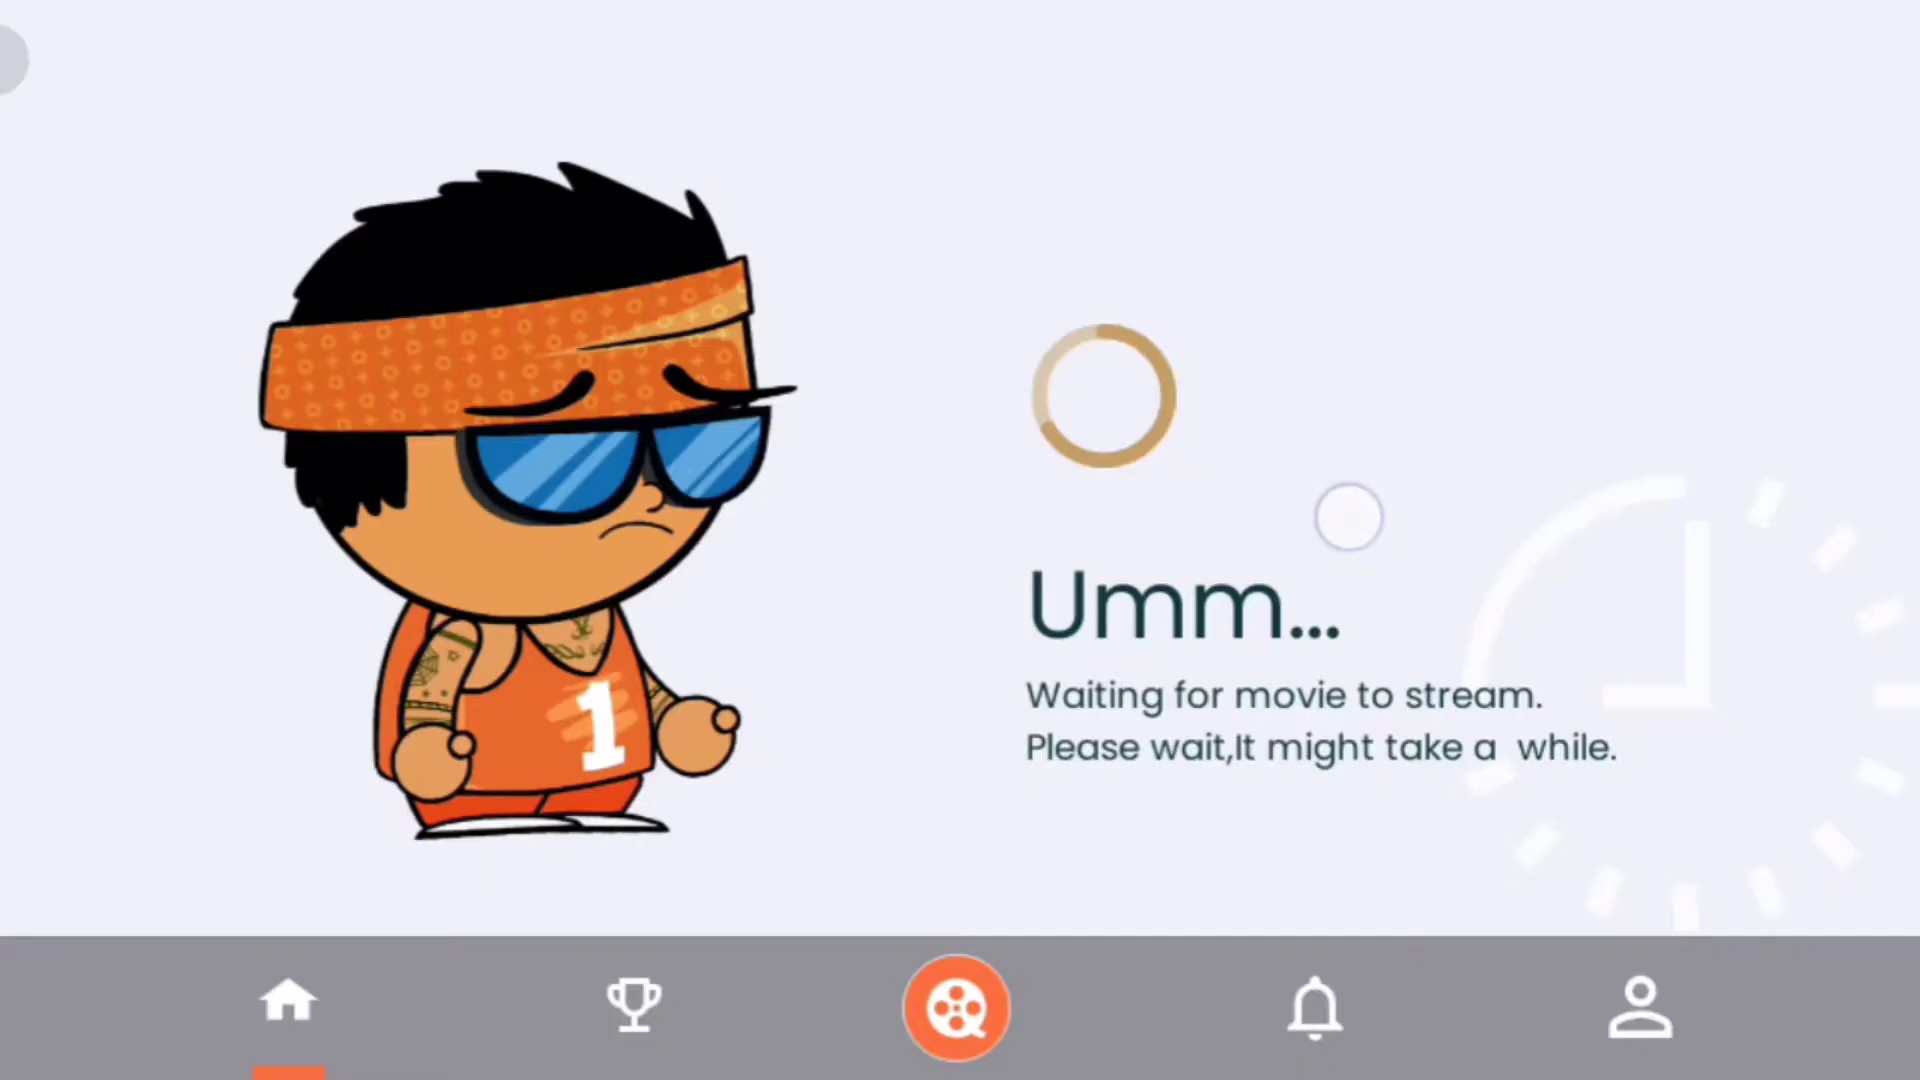 1
Umm...
Waiting for movie to stream.
Please wait,It might take a  while.